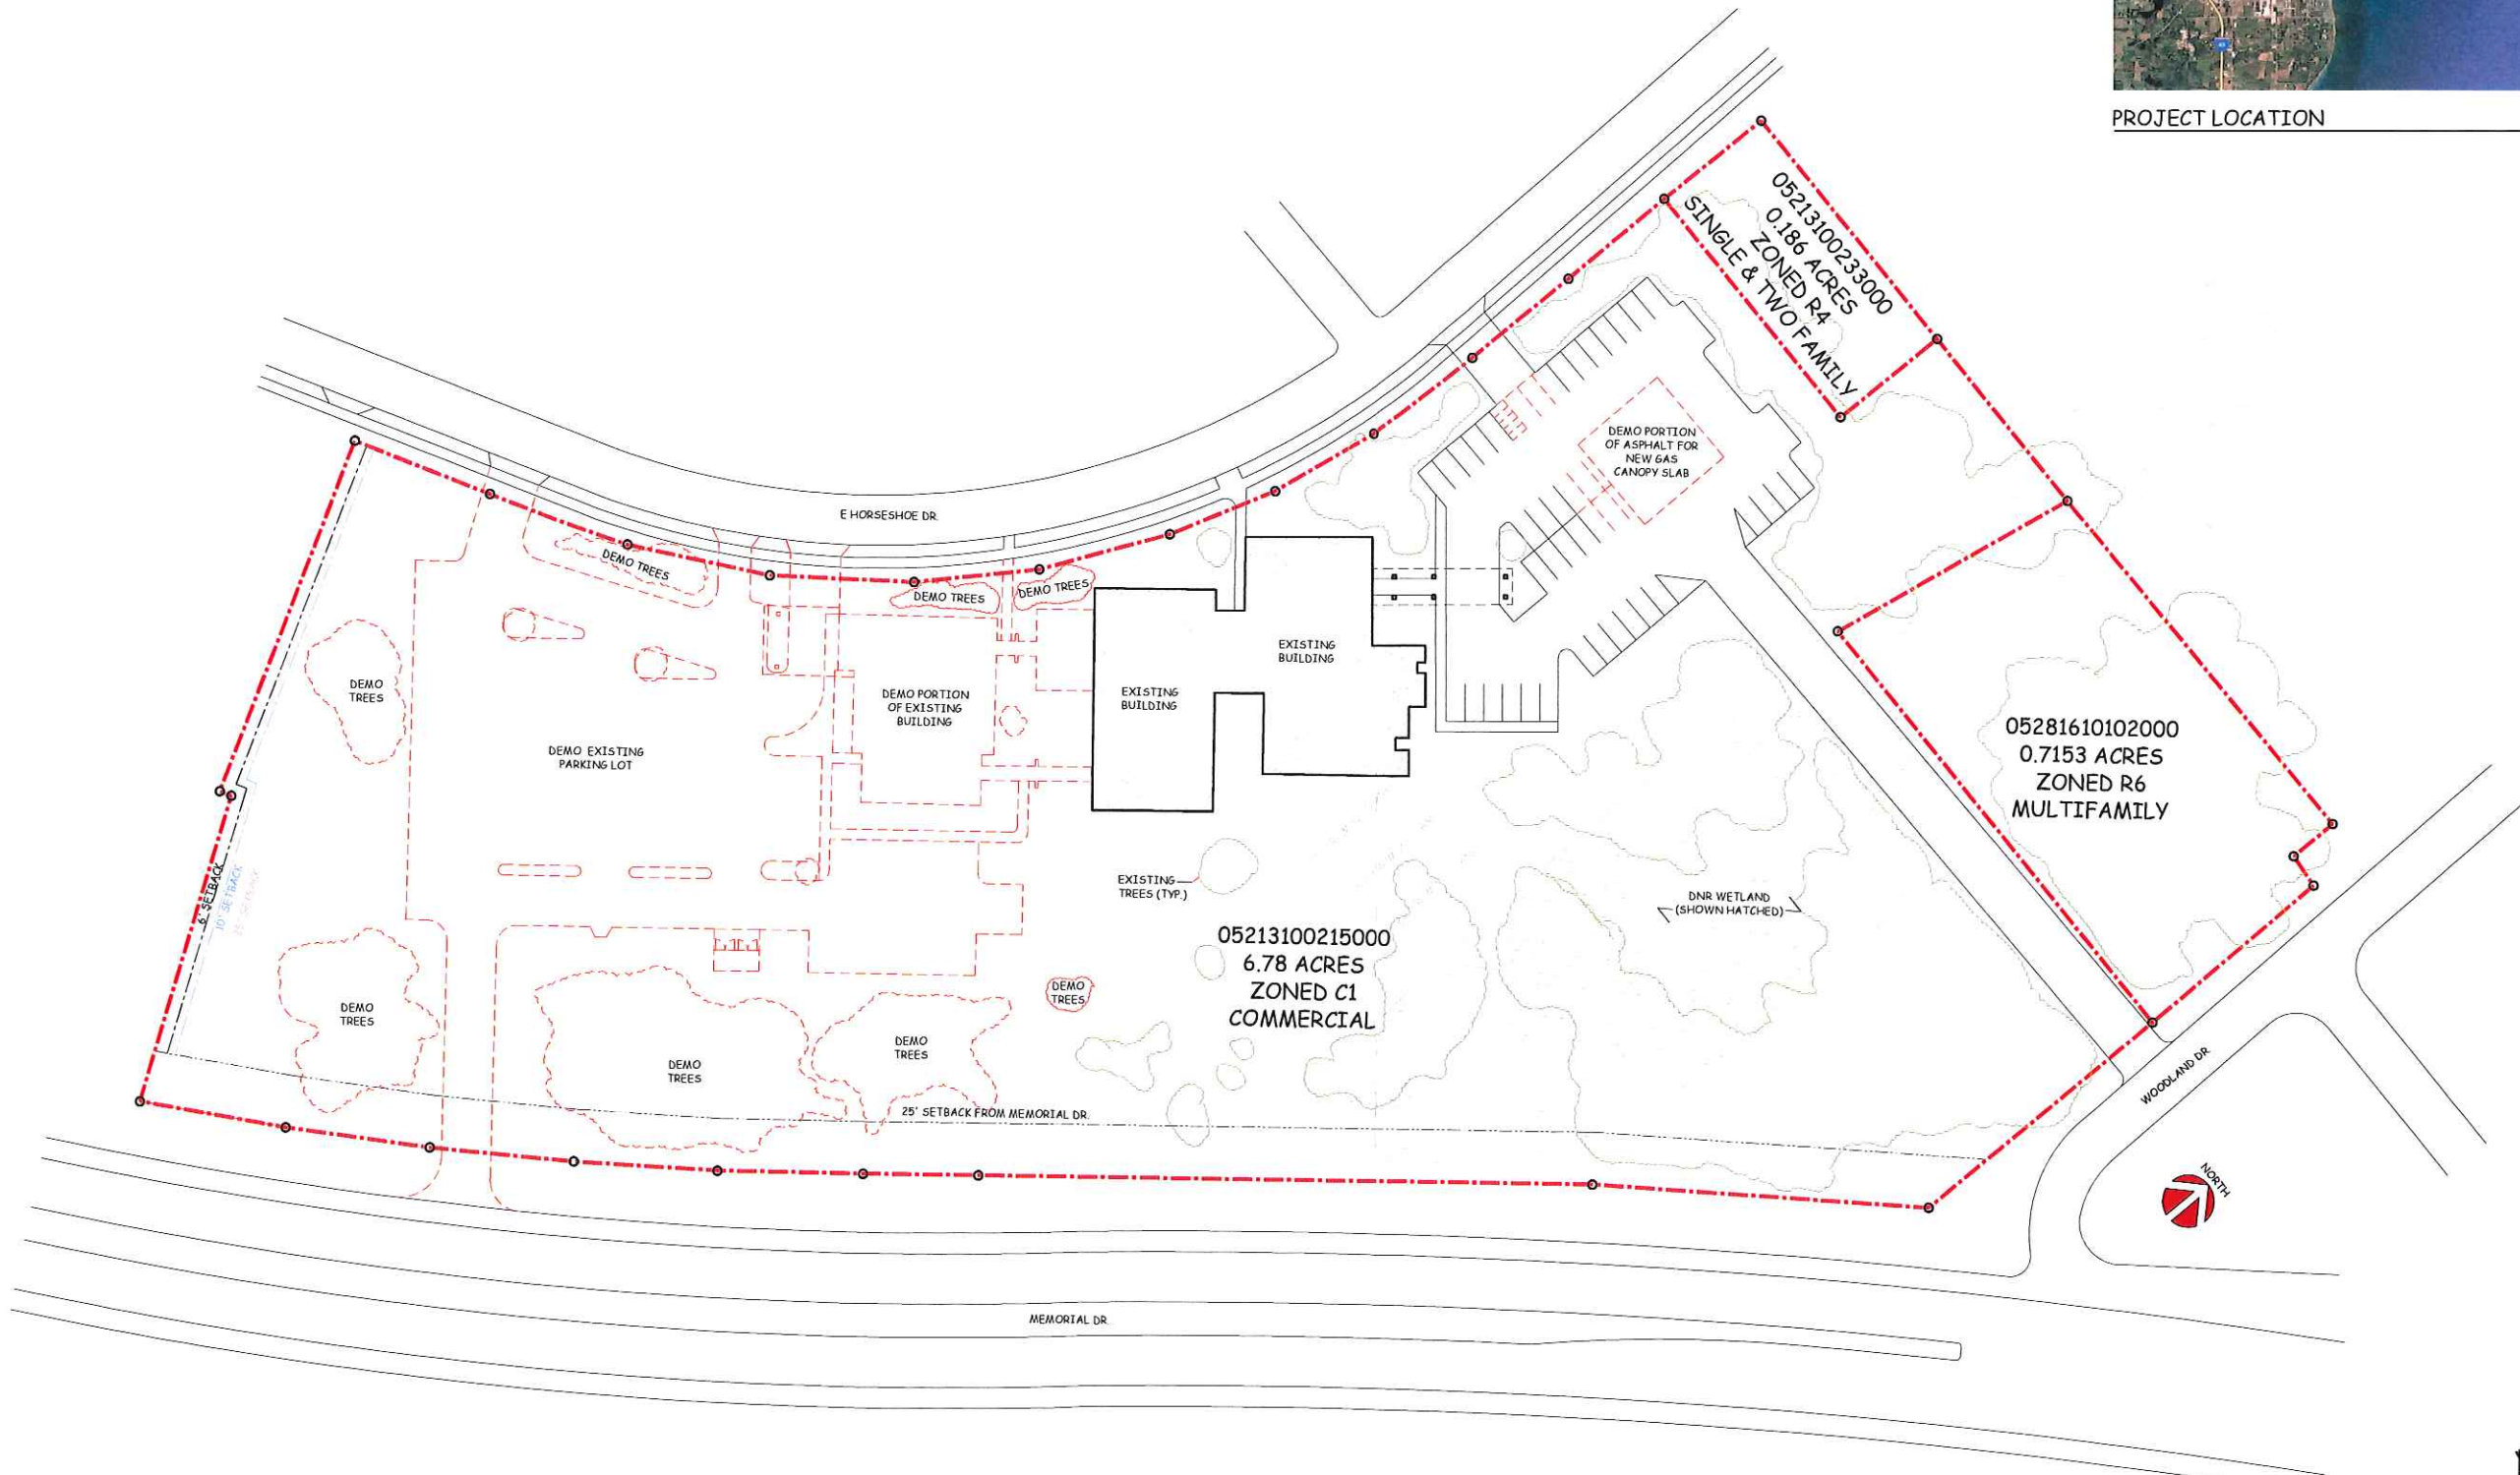 PROJECT LOCATION
05213100233000
0.186 ACRES
ZONED R4
SINGLE & TWO FAMILY
DEMO PORTION
OF ASPHALT FOR
NEW GAS
CANOPY SLAB
E HORSESHOE DR.
DEMO TREES
DEMO TREES
DEMO TREES
DEMO
TREES
DEMO PORTION
OF EXISTING
BUILDING
EXISTING
BUILDING
EXISTING
BUILDING
DEMO EXISTING
PARKING LOT
05281610102000
0.7153 ACRES
ZONED R6
MULTIFAMILY
6' SETBACK
10' SETBACK
15' SETBACK
EXISTING
TREES (TYP.)
DNR WETLAND
(SHOWN HATCHED)
05213100215000
6.78 ACRES
ZONED C1
COMMERCIAL
DEMO
TREES
DEMO
TREES
DEMO
TREES
DEMO
TREES
25' SETBACK FROM MEMORIAL DR.
WOODLAND DR.
NORTH
MEMORIAL DR.